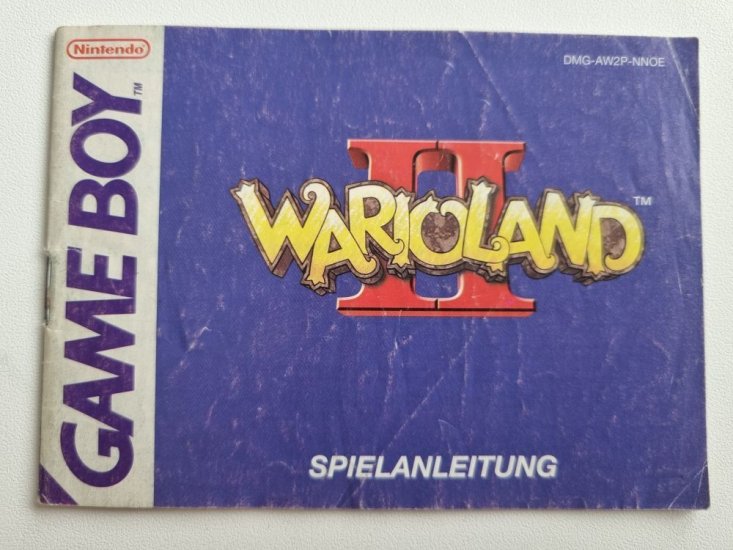 Nintendo®
GAME BOY™
DMG-AW2P-NNOE
II
WARIOLAND™
SPIELANLEITUNG